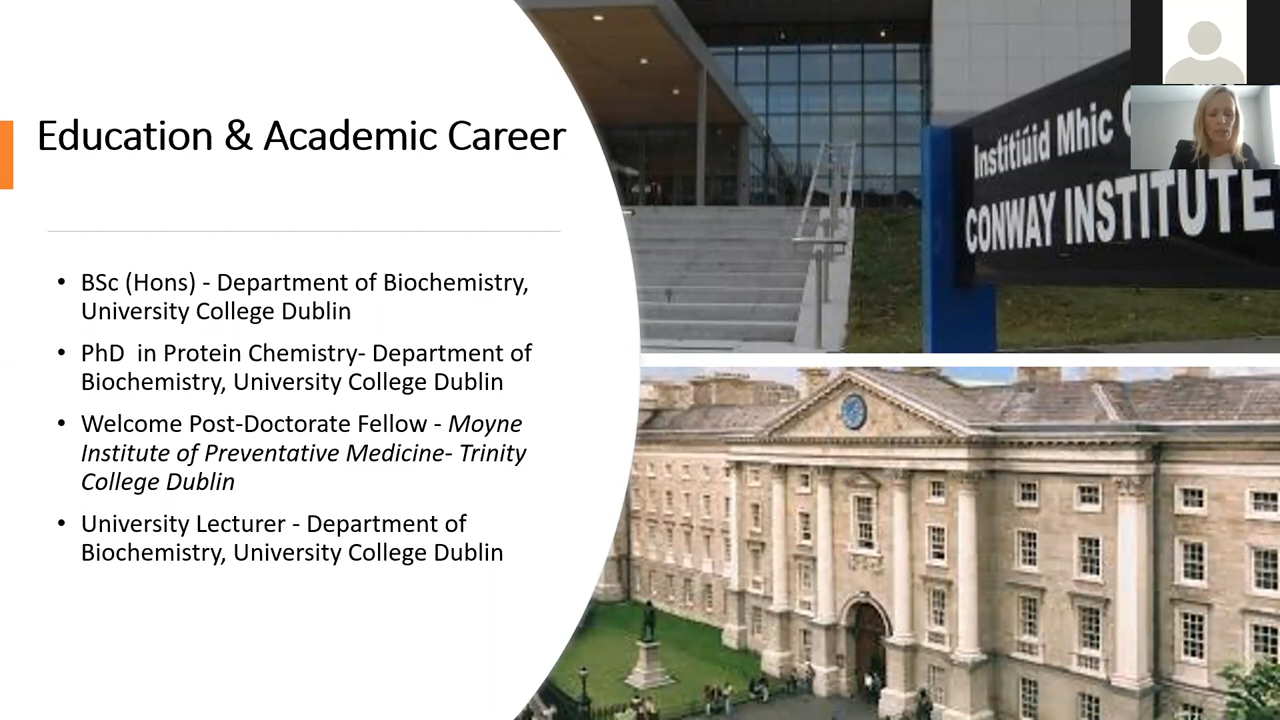 Education & Academic Career
• BSc (Hons) - Department of Biochemistry,
University College Dublin
• PhD  in Protein Chemistry- Department of
Biochemistry, University College Dublin
• Welcome Post-Doctorate Fellow - Moyne
Institute of Preventative Medicine- Trinity
College Dublin
• University Lecturer - Department of
Biochemistry, University College Dublin
Institiúid Mhic
CONWAY INSTITUTE